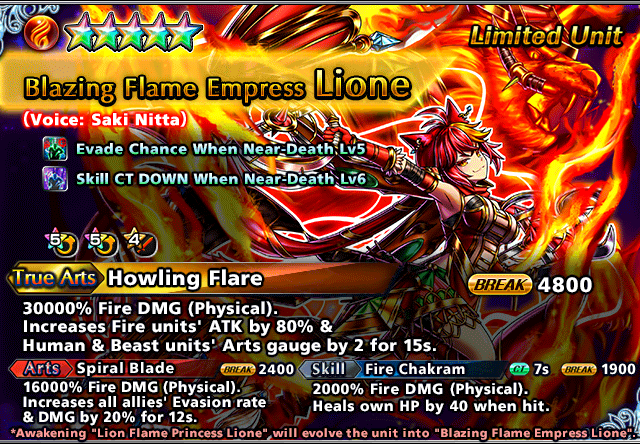 Limited Unit
Blazing Flame Empress Lione
(Voice: Saki Nitta)
Evade Chance When Near-Death Lv5
Skill CT DOWN When Near-Death Lv6
5 5 4
True Arts Howling Flare BREAK 4800
30000% Fire DMG (Physical).
Increases Fire units' ATK by 80% &
Human & Beast units' Arts gauge by 2 for 15s.
Arts Spiral Blade BREAK 2400
16000% Fire DMG (Physical).
Increases all allies' Evasion rate
& DMG by 20% for 12s.
Skill Fire Chakram CT 7s BREAK 1900
2000% Fire DMG (Physical).
Heals own HP by 40 when hit.
*Awakening "Lion Flame Princess Lione" will evolve the unit into "Blazing Flame Empress Lione"